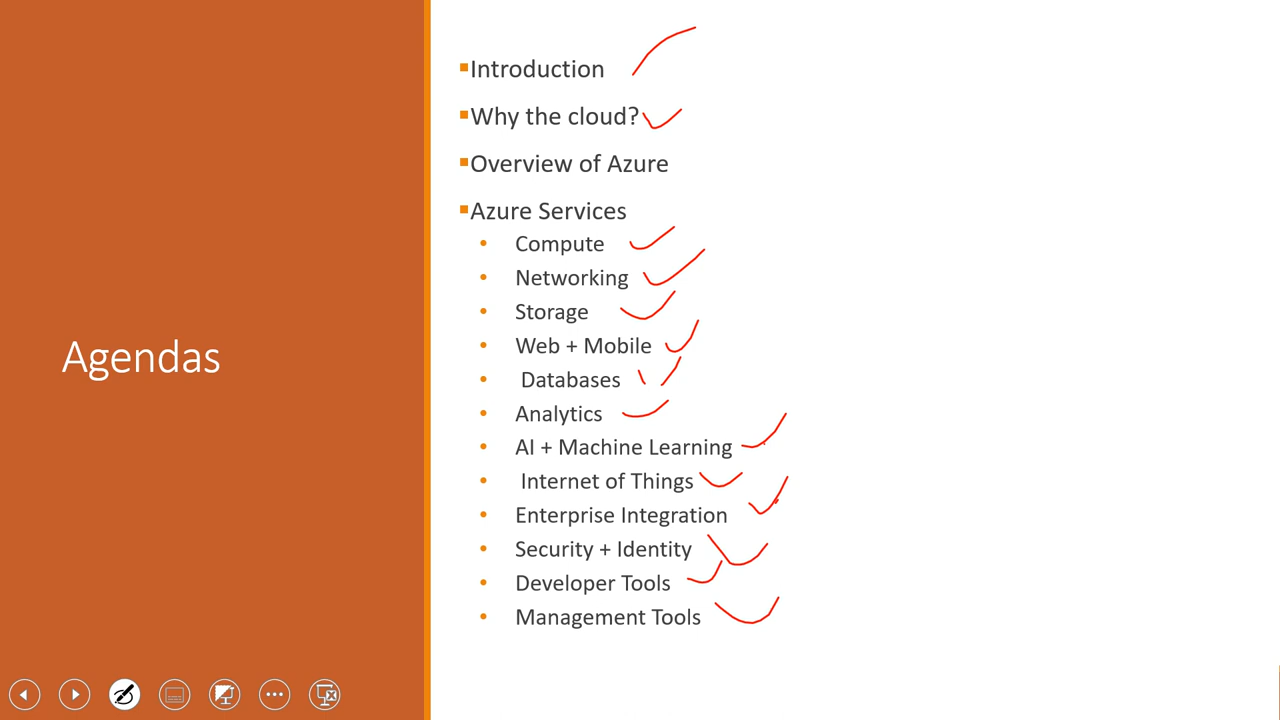 Agendas
Introduction
Why the cloud?
Overview of Azure
Azure Services
Compute
Networking
Storage
Web + Mobile
Databases
Analytics
AI + Machine Learning
Internet of Things
Enterprise Integration
Security + Identity
Developer Tools
Management Tools